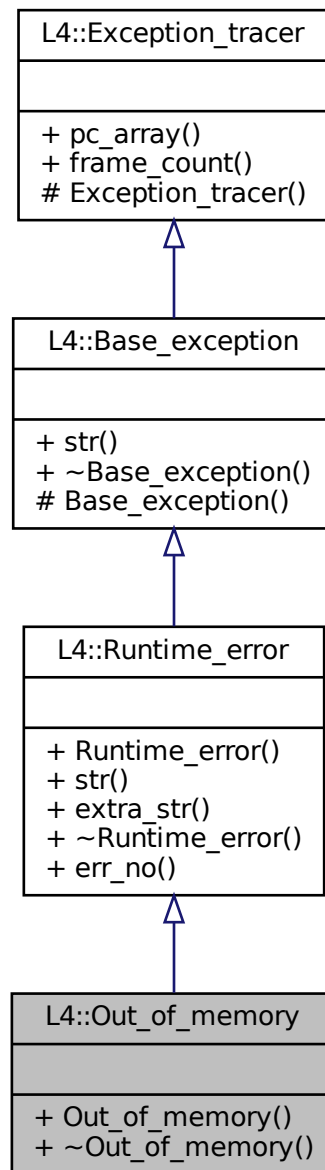 L4::Exception_tracer
+ pc_array()
+ frame_count()
# Exception_tracer()
L4::Base_exception
+ str()
+ ~Base_exception()
# Base_exception()
L4::Runtime_error
+ Runtime_error()
+ str()
+ extra_str()
+ ~Runtime_error()
+ err_no()
L4::Out_of_memory
+ Out_of_memory()
+ ~Out_of_memory()